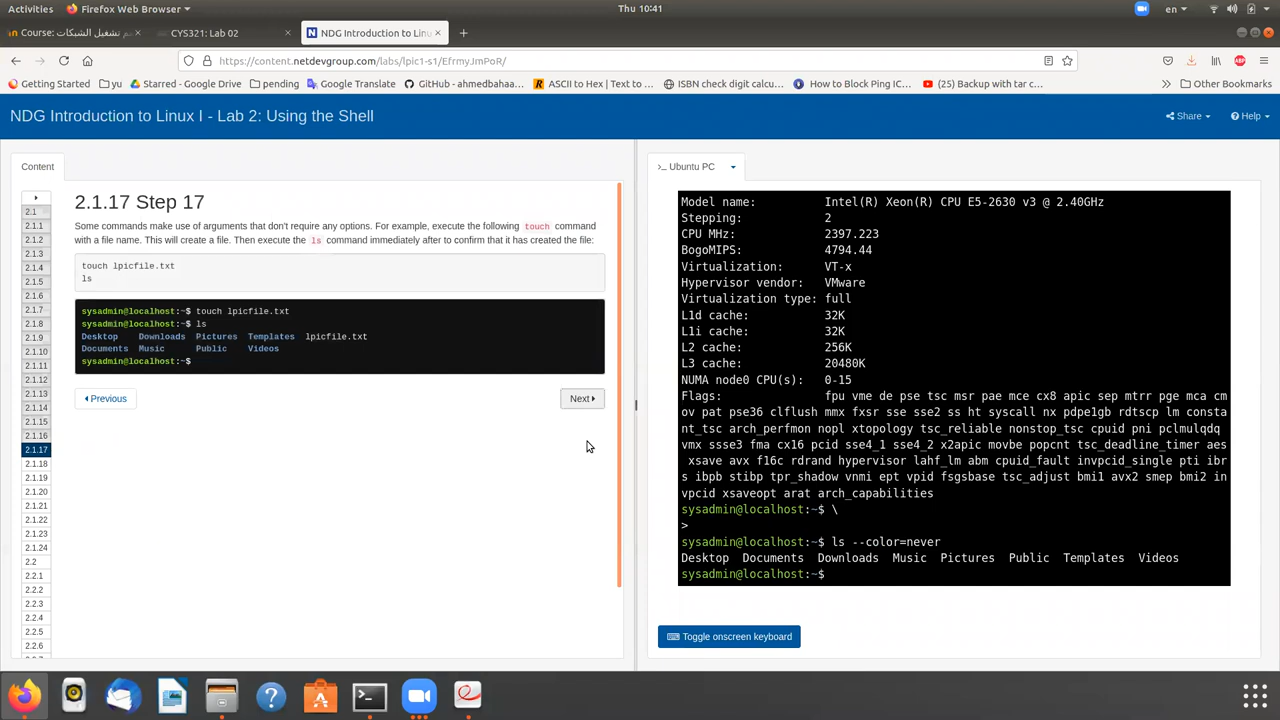 Activities
Firefox Web Browser
Thu 10:41
en
Course: تم تشغيل الشبكات
CYS321: Lab 02
NDG Introduction to Linu
https://content.netdevgroup.com/labs/lpic1-s1/EfrmyJmPoR/
Getting Started
yu
Starred - Google Drive
pending
Google Translate
GitHub - ahmedbahaa...
ASCII to Hex | Text to ...
ISBN check digit calcu...
How to Block Ping IC...
(25) Backup with tar c...
Other Bookmarks
NDG Introduction to Linux I - Lab 2: Using the Shell
Share
Help
Content
2.1
2.1.1
2.1.2
2.1.3
2.1.4
2.1.5
2.1.6
2.1.7
2.1.8
2.1.9
2.1.10
2.1.11
2.1.12
2.1.13
2.1.14
2.1.15
2.1.16
2.1.17
2.1.18
2.1.19
2.1.20
2.1.21
2.1.22
2.1.23
2.1.24
2.2
2.2.1
2.2.2
2.2.3
2.2.4
2.2.5
2.2.6
2.1.17 Step 17
Some commands make use of arguments that don't require any options. For example, execute the following touch command
with a file name. This will create a file. Then execute the ls command immediately after to confirm that it has created the file:
touch lpicfile.txt
ls
sysadmin@localhost:~$ touch lpicfile.txt
sysadmin@localhost:~$ ls
Desktop Downloads Pictures Templates lpicfile.txt
Documents Music Public Videos
sysadmin@localhost:~$
Previous
Next
>_ Ubuntu PC
Model name: Intel(R) Xeon(R) CPU E5-2630 v3 @ 2.40GHz
Stepping: 2
CPU MHz: 2397.223
BogoMIPS: 4794.44
Virtualization: VT-x
Hypervisor vendor: VMware
Virtualization type: full
L1d cache: 32K
L1i cache: 32K
L2 cache: 256K
L3 cache: 20480K
NUMA node0 CPU(s): 0-15
Flags: fpu vme de pse tsc msr pae mce cx8 apic sep mtrr pge mca cm
ov pat pse36 clflush mmx fxsr sse sse2 ss ht syscall nx pdpe1gb rdtscp lm consta
nt_tsc arch_perfmon nopl xtopology tsc_reliable nonstop_tsc cpuid pni pclmulqdq
vmx ssse3 fma cx16 pcid sse4_1 sse4_2 x2apic movbe popcnt tsc_deadline_timer aes
xsave avx f16c rdrand hypervisor lahf_lm abm cpuid_fault invpcid_single pti ibr
s ibpb stibp tpr_shadow vnmi ept vpid fsgsbase tsc_adjust bmi1 avx2 smep bmi2 in
vpcid xsaveopt arat arch_capabilities
sysadmin@localhost:~$ \
>
sysadmin@localhost:~$ ls --color=never
Desktop Documents Downloads Music Pictures Public Templates Videos
sysadmin@localhost:~$
Toggle onscreen keyboard